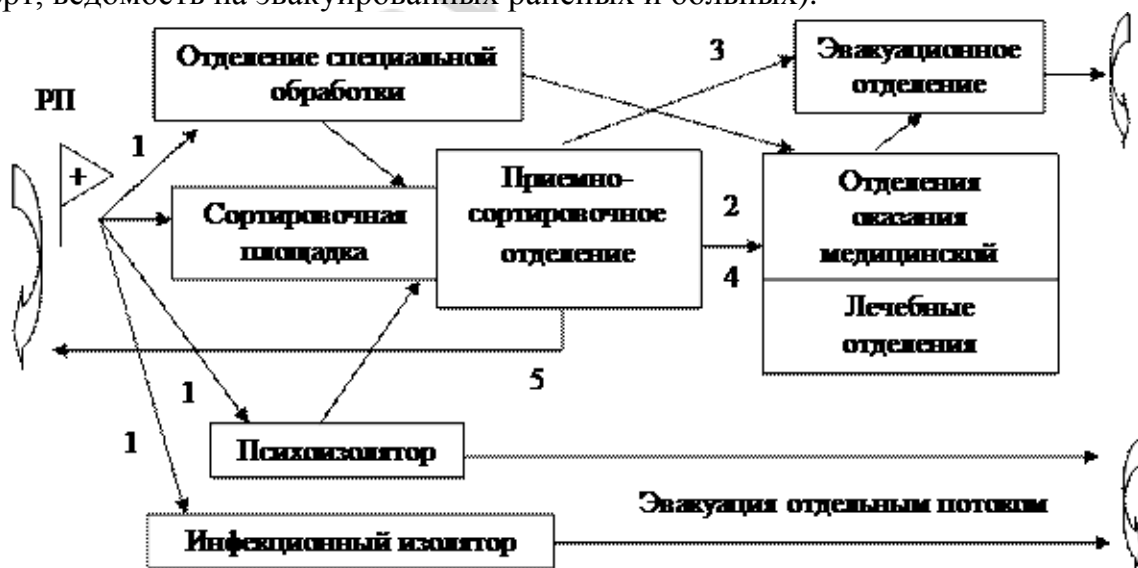 орт, ведомость на эвакуированных раненых и больных).
Отделение специальной
обработки
3
Эвакуационное
отделение
РП
1
+
Сортировочная
площадка
Приемно-
сортировочное
отделение
2
4
Отделения
оказания
медицинской
Лечебные
отделения
5
1
1
Психоизолятор
Эвакуация отдельным потоком
Инфекционный изолятор